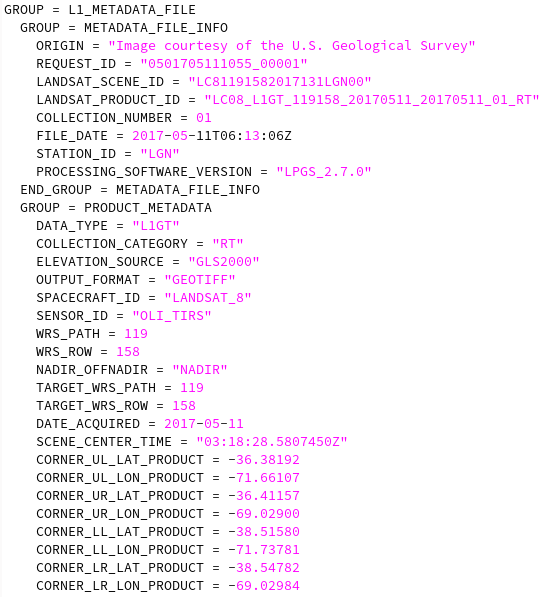 GROUP = L1_METADATA_FILE
GROUP = METADATA_FILE_INFO
ORIGIN = "Image courtesy of the U.S. Geological Survey"
REQUEST_ID = "0501705111055_00001"
LANDSAT_SCENE_ID = "LC81191582017131LGN00"
LANDSAT_PRODUCT_ID = "LC08_L1GT_119158_20170511_20170511_01_RT"
COLLECTION_NUMBER = 01
FILE_DATE = 2017-05-11T06:13:06Z
STATION_ID = "LGN"
PROCESSING_SOFTWARE_VERSION = "LPGS_2.7.0"
END_GROUP = METADATA_FILE_INFO
GROUP = PRODUCT_METADATA
DATA_TYPE = "L1GT"
COLLECTION_CATEGORY = "RT"
ELEVATION_SOURCE = "GLS2000"
OUTPUT_FORMAT = "GEOTIFF"
SPACECRAFT_ID = "LANDSAT_8"
SENSOR_ID = "OLI_TIRS"
WRS_PATH = 119
WRS_ROW = 158
NADIR_OFFNADIR = "NADIR"
TARGET_WRS_PATH = 119
TARGET_WRS_ROW = 158
DATE_ACQUIRED = 2017-05-11
SCENE_CENTER_TIME = "03:18:28.5807450Z"
CORNER_UL_LAT_PRODUCT = -36.38192
CORNER_UL_LON_PRODUCT = -71.66107
CORNER_UR_LAT_PRODUCT = -36.41157
CORNER_UR_LON_PRODUCT = -69.02900
CORNER_LL_LAT_PRODUCT = -38.51580
CORNER_LL_LON_PRODUCT = -71.73781
CORNER_LR_LAT_PRODUCT = -38.54782
CORNER_LR_LON_PRODUCT = -69.02984